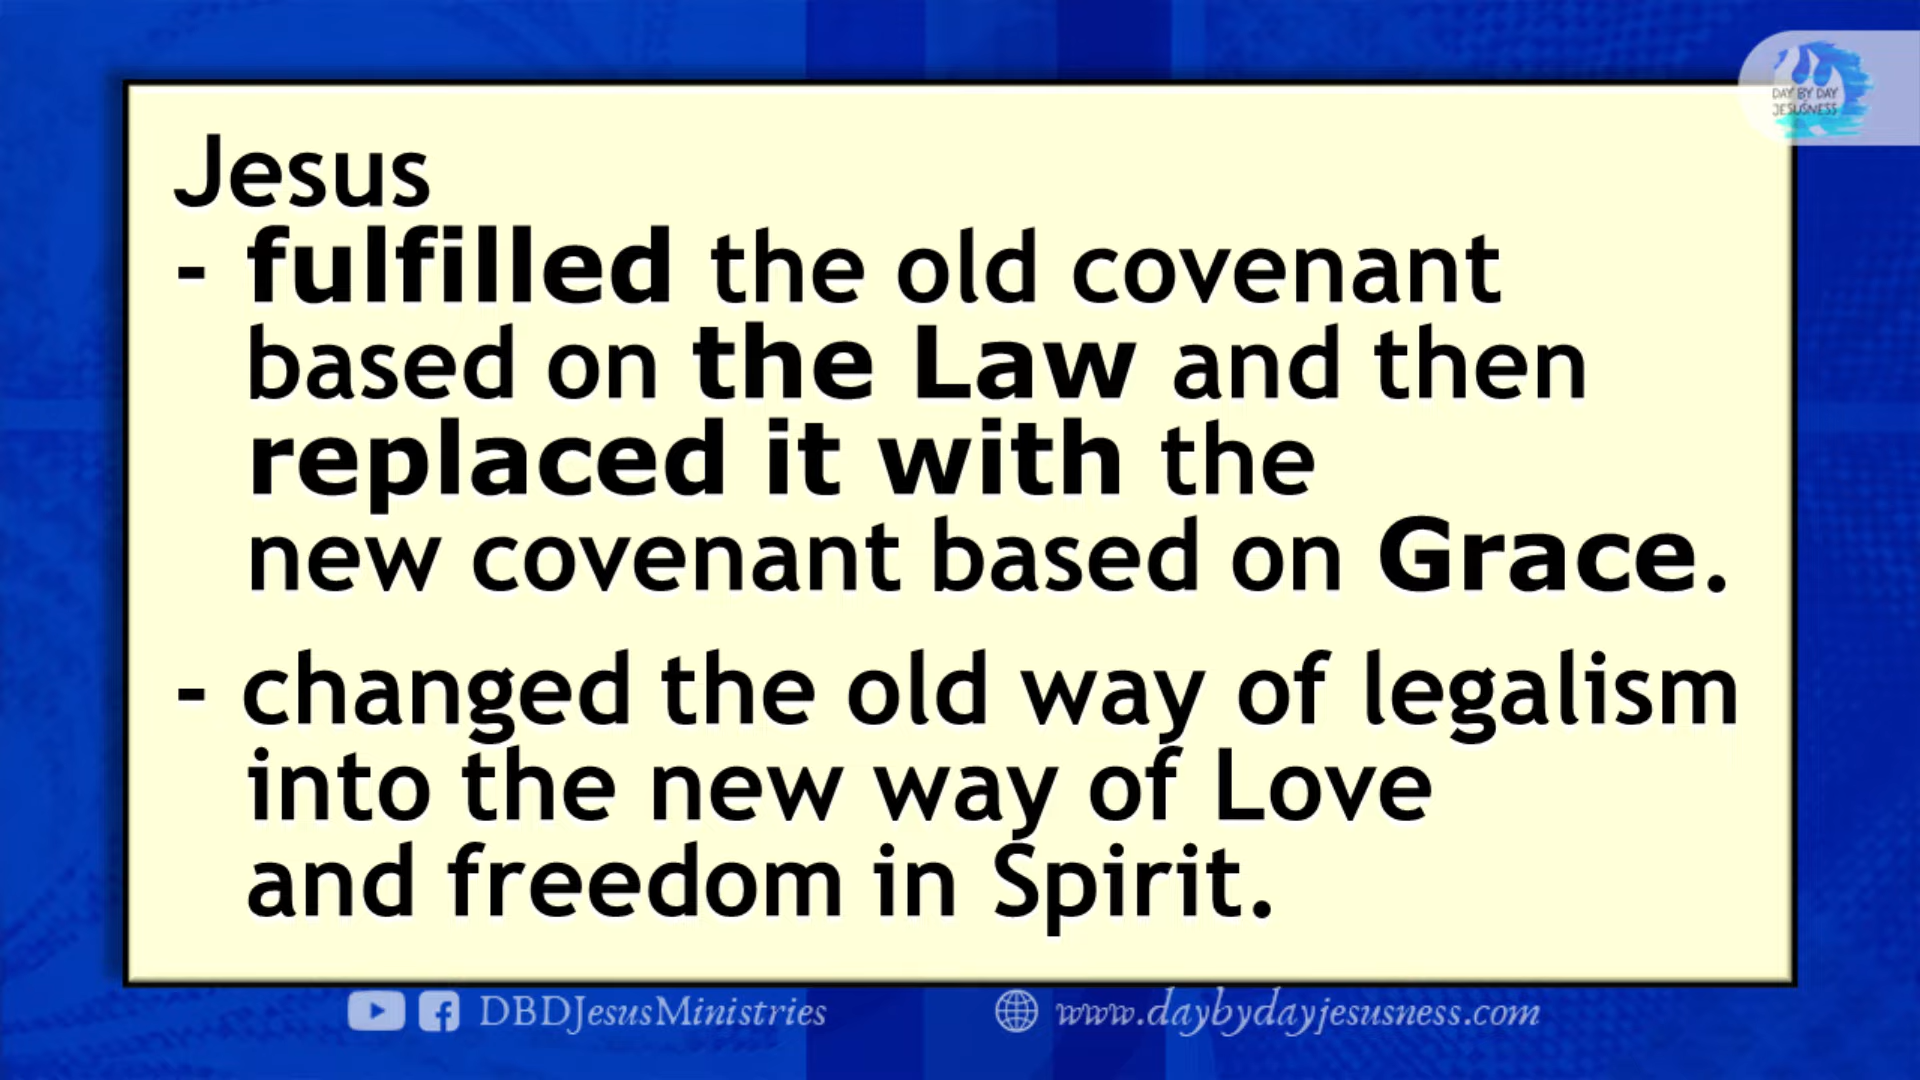 DAY BY DAY
JESUSNESS
Jesus
- fulfilled the old covenant
based on the Law and then
replaced it with the
new covenant based on Grace.
- changed the old way of legalism
into the new way of Love
and freedom in Spirit.
DBDJesusMinistries
www.daybydayjesusness.com